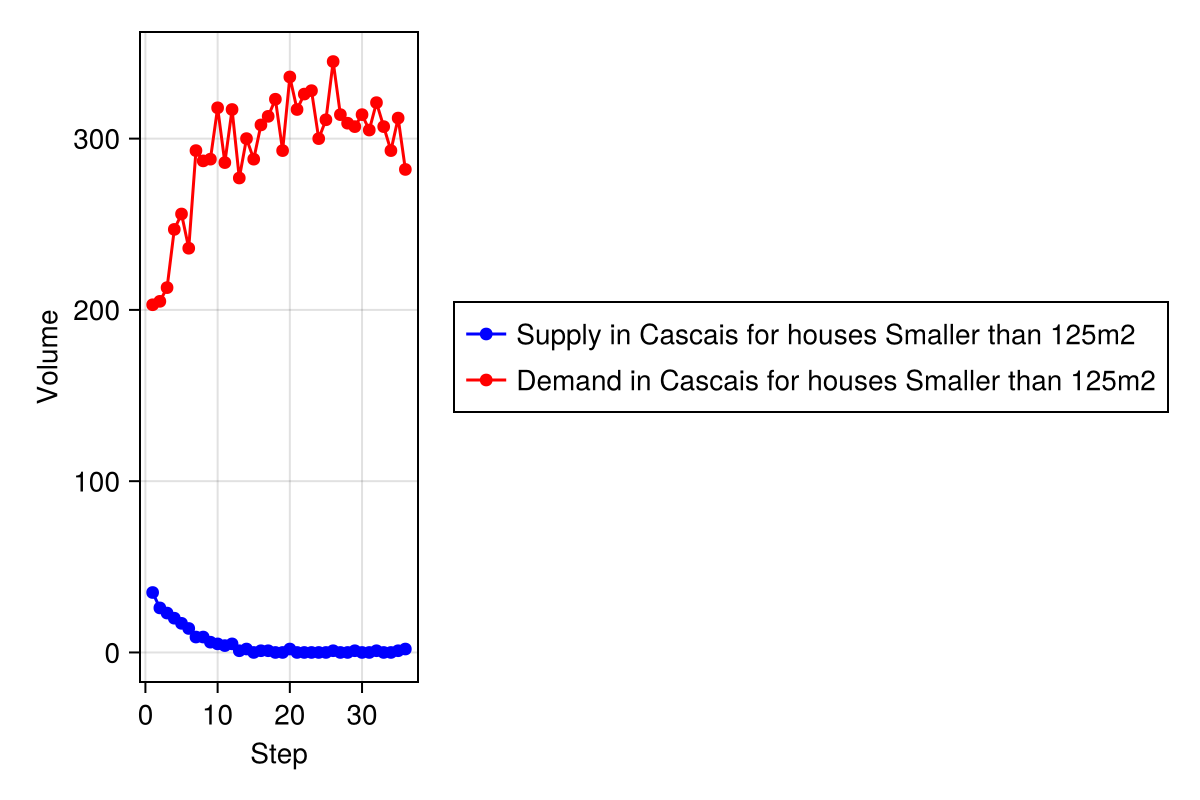 Volume
300
200
100
0
0 10 20 30
Step
Supply in Cascais for houses Smaller than 125m2
Demand in Cascais for houses Smaller than 125m2